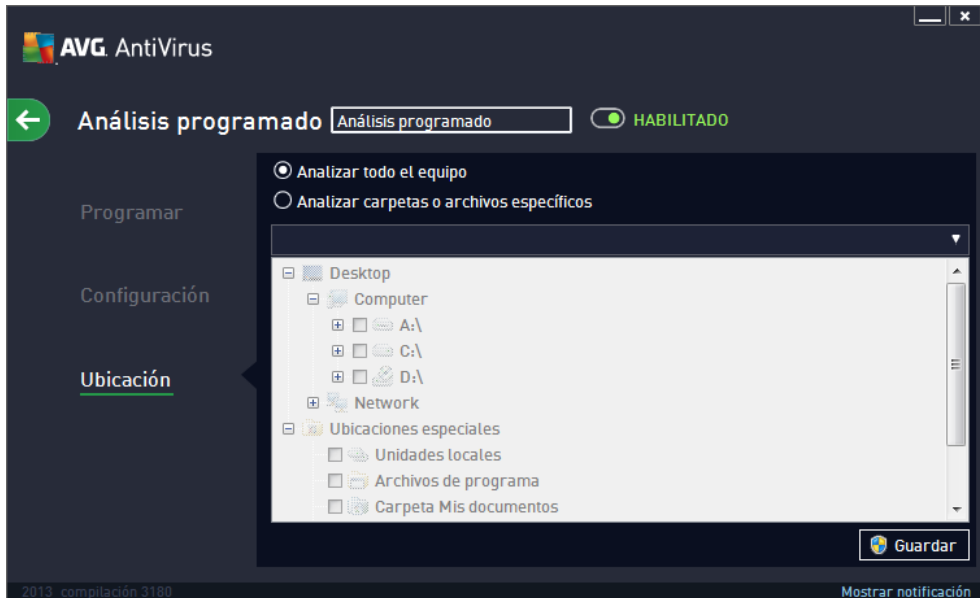 AVG. AntiVirus
Análisis programado Análisis programado HABILITADO
Programar
Configuración
Ubicación
Analizar todo el equipo
Analizar carpetas o archivos específicos
Desktop
Computer
A:\
C:\
D:\
Network
Ubicaciones especiales
Unidades locales
Archivos de programa
Carpeta Mis documentos
Guardar
2013 compilación 3180
Mostrar notificación